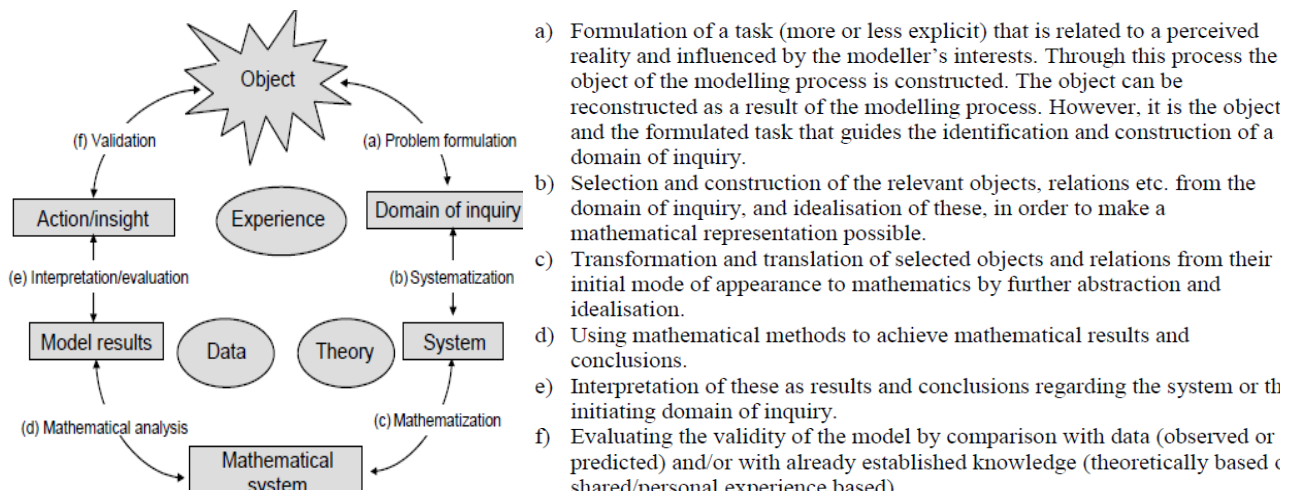 Object
(f) Validation
(a) Problem formulation
Action/insight
Experience
Domain of inquiry
(e) Interpretation/evaluation
(b) Systematization
Model results
Data
Theory
System
(d) Mathematical analysis
(c) Mathematization
Mathematical
system
a) Formulation of a task (more or less explicit) that is related to a perceived
reality and influenced by the modeller's interests. Through this process the
object of the modelling process is constructed. The object can be
reconstructed as a result of the modelling process. However, it is the object
and the formulated task that guides the identification and construction of a
domain of inquiry.
b) Selection and construction of the relevant objects, relations etc. from the
domain of inquiry, and idealisation of these, in order to make a
mathematical representation possible.
c) Transformation and translation of selected objects and relations from their
initial mode of appearance to mathematics by further abstraction and
idealisation.
d) Using mathematical methods to achieve mathematical results and
conclusions.
e) Interpretation of these as results and conclusions regarding the system or th
initiating domain of inquiry.
f) Evaluating the validity of the model by comparison with data (observed or
predicted) and/or with already established knowledge (theoretically based
shared/personal experience based)